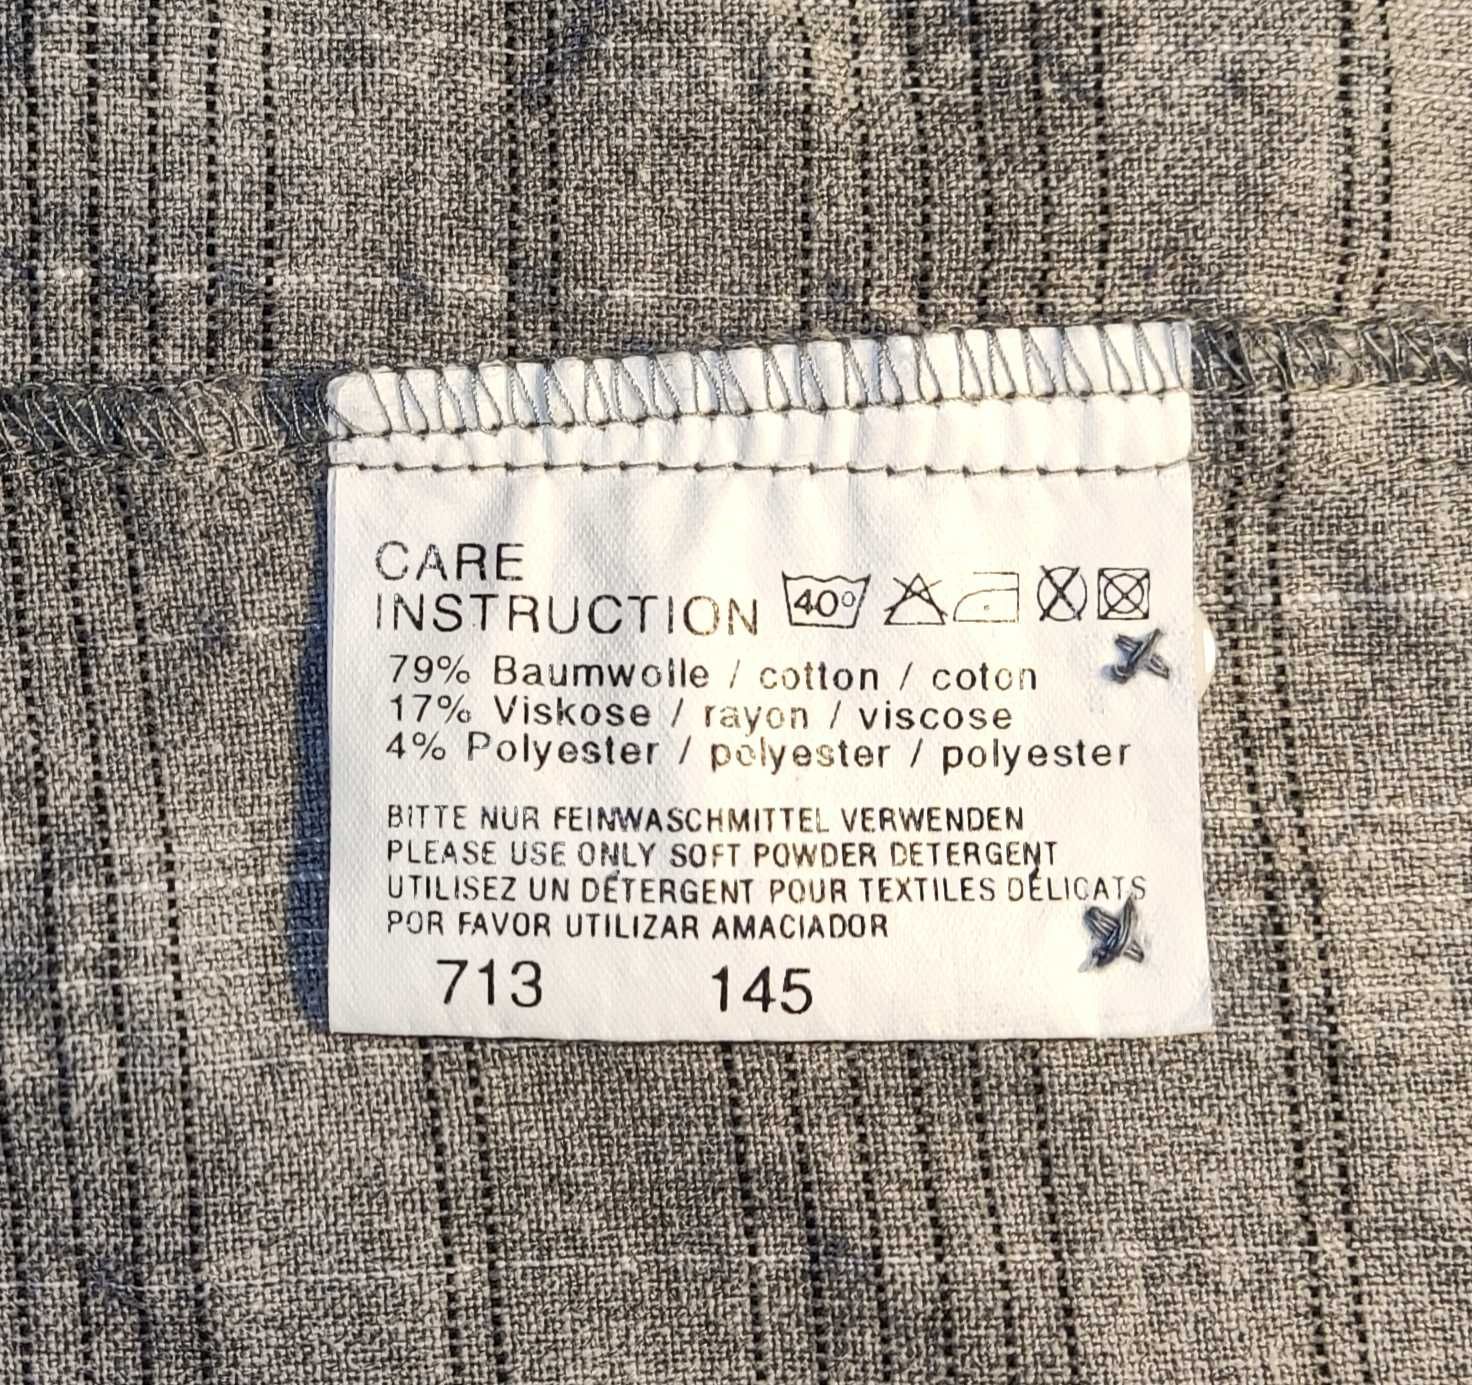 CARE
INSTRUCTION 40°
79% Baumwolle / cotton / coton
17% Viskose / rayon / viscose
4% Polyester / polyester / polyester
BITTE NUR FEINWASCHMITTEL VERWENDEN
PLEASE USE ONLY SOFT POWDER DETERGENT
UTILISEZ UN DÉTERGENT POUR TEXTILES DÉLICATS
POR FAVOR UTILIZAR AMACIADOR
713 145